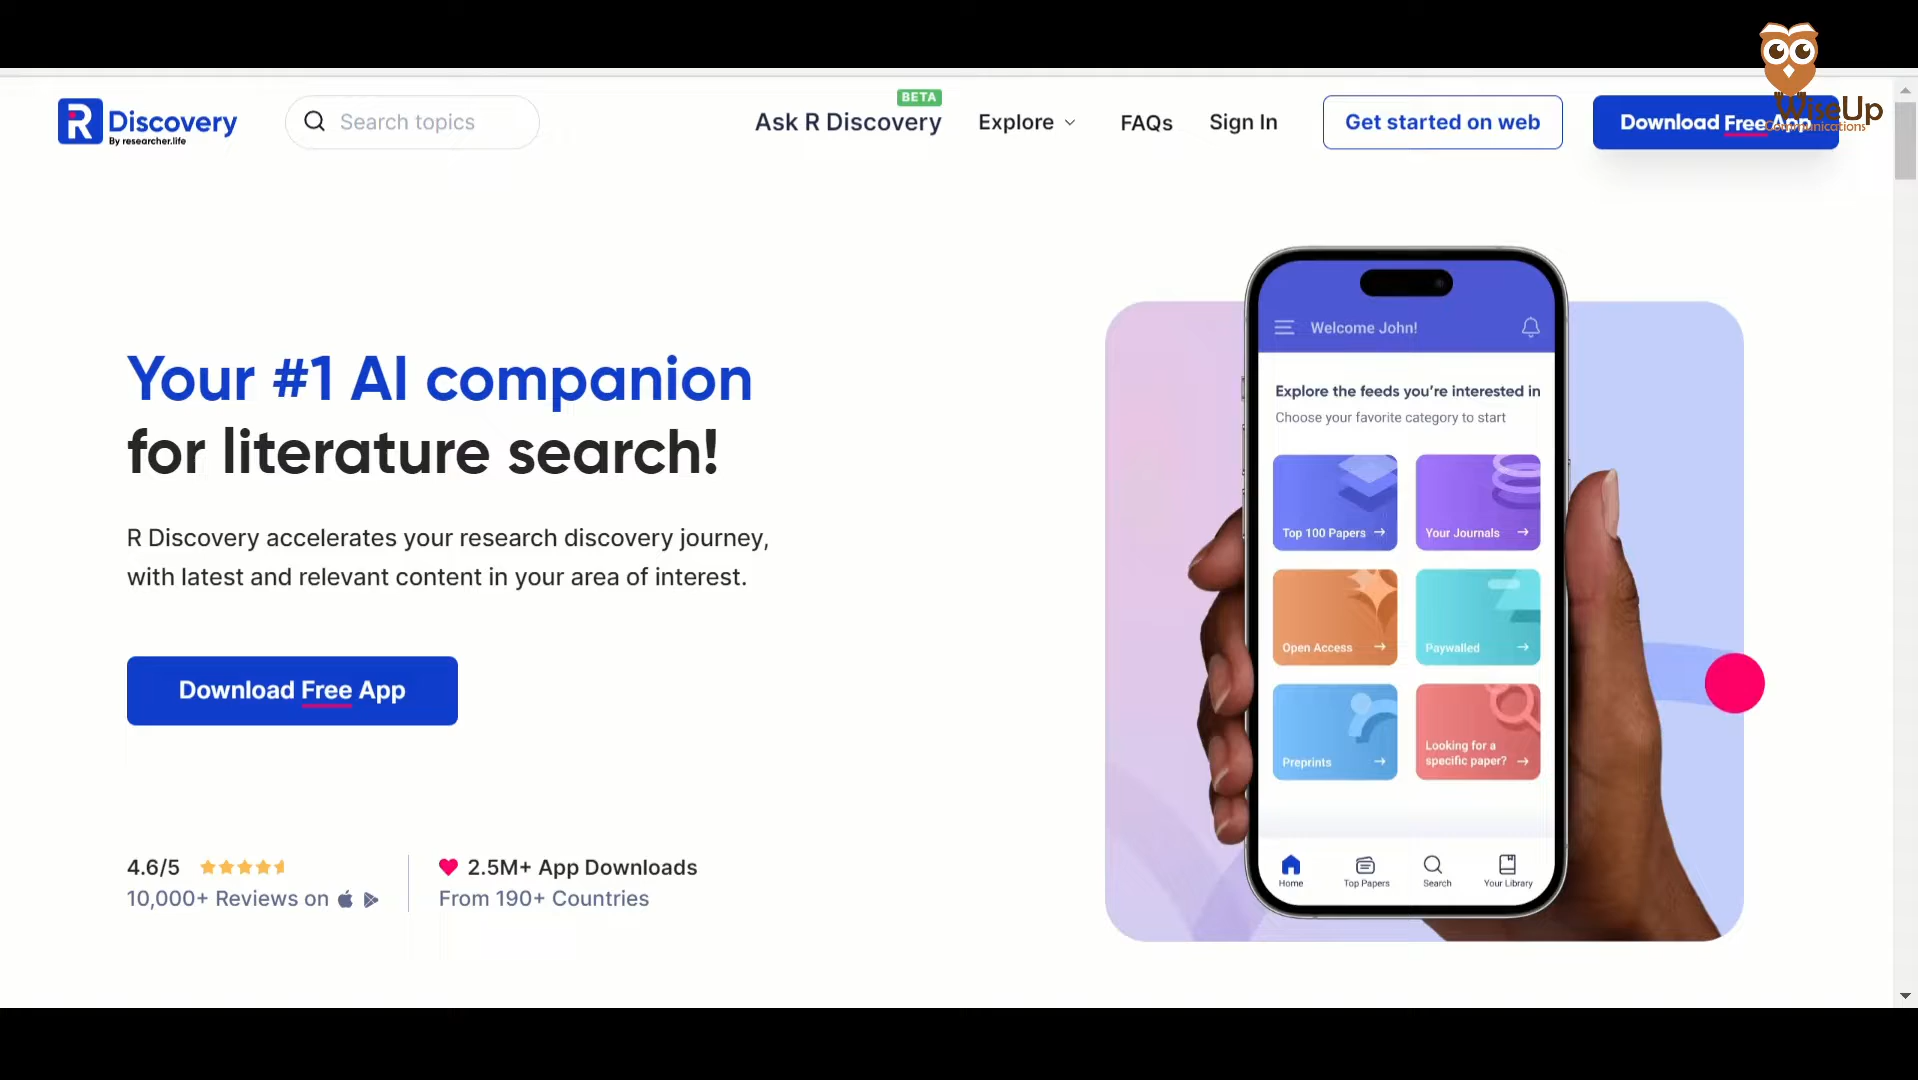 R Discovery
By researcher.life
Search topics
BETA
Ask R Discovery
Explore
FAQs
Sign In
Get started on web
Download Free App
WiseUp
Communications
Your #1 AI companion
for literature search!
R Discovery accelerates your research discovery journey,
with latest and relevant content in your area of interest.
Download Free App
4.6/5
10,000+ Reviews on
2.5M+ App Downloads
From 190+ Countries
Welcome John!
Explore the feeds you're interested in
Choose your favorite category to start
Top 100 Papers
Your Journals
Open Access
Paywalled
Preprints
Looking for a
specific paper?
Home
Top Papers
Search
Your Library